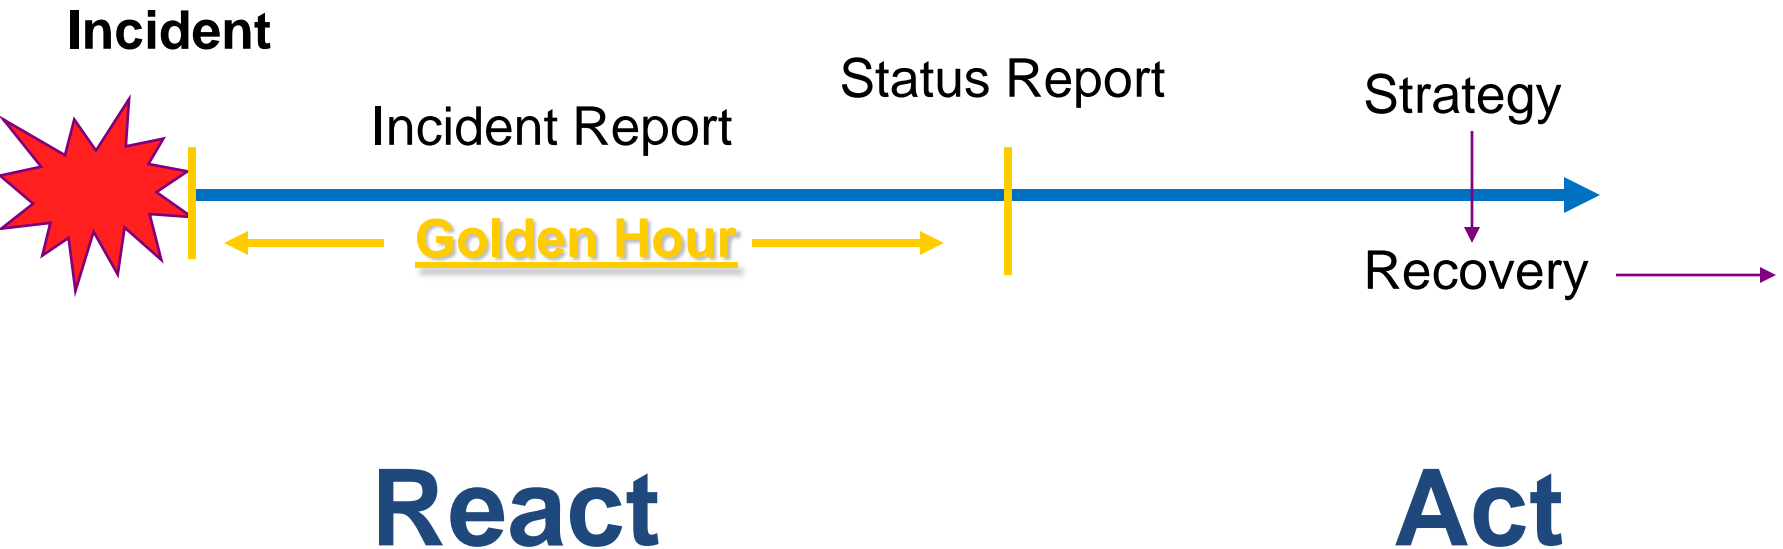 Incident
Status Report
Strategy
Incident Report
Golden Hour
Recovery
React
Act